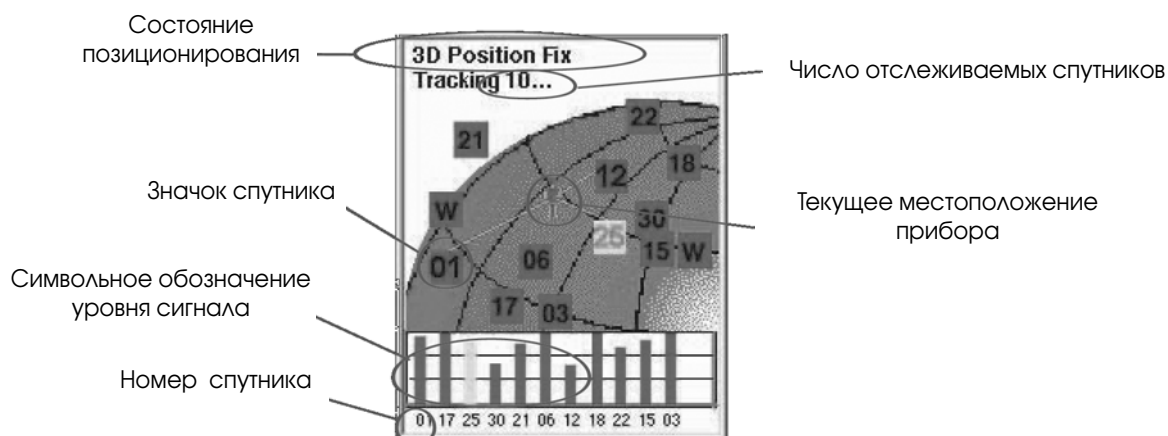 Состояние
позиционирования
3D Position Fix
Tracking 10...
Число отслеживаемых спутников
22
21
12
18
Значок спутника
W
30
Текущее местоположение
прибора
25
15
W
01
06
Символьное обозначение
уровня сигнала
17
03
Номер спутника
01 17 25 30 21 06 12 18 22 15 03